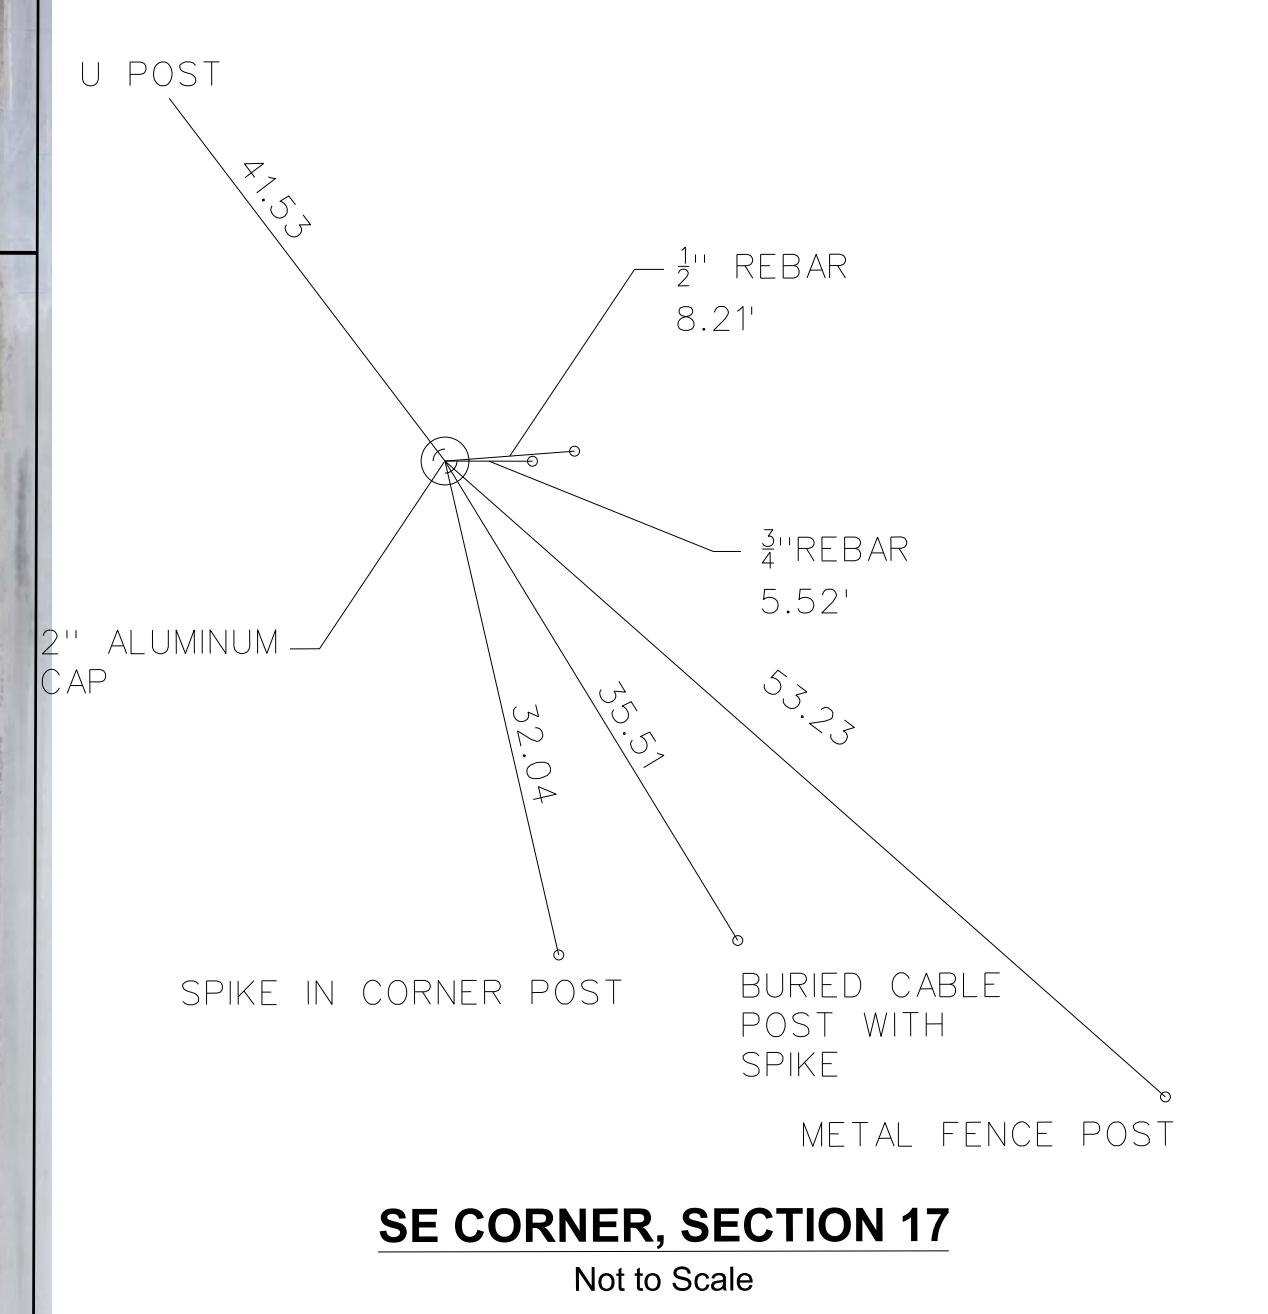 U POST
41.53
½" REBAR
8.21'
¾"REBAR
5.52'
2" ALUMINUM
CAP
32.04
35.51
53.23
SPIKE IN CORNER POST
BURIED CABLE
POST WITH
SPIKE
METAL FENCE POST
SE CORNER, SECTION 17
Not to Scale